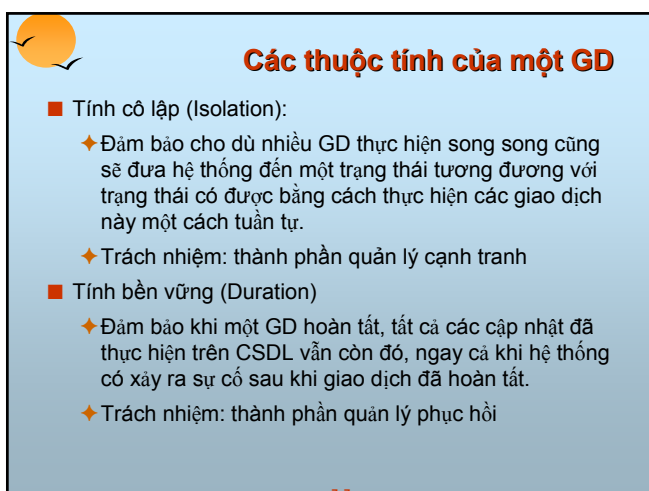 Các thuộc tính của một GD
Tính cô lập (Isolation):
Đảm bảo cho dù nhiều GD thực hiện song song cũng
sẽ đưa hệ thống đến một trạng thái tương đương với
trạng thái có được bằng cách thực hiện các giao dịch
này một cách tuần tự.
Trách nhiệm: thành phần quản lý cạnh tranh
Tính bền vững (Duration)
Đảm bảo khi một GD hoàn tất, tất cả các cập nhật đã
thực hiện trên CSDL vẫn còn đó, ngay cả khi hệ thống
có xảy ra sự cố sau khi giao dịch đã hoàn tất.
Trách nhiệm: thành phần quản lý phục hồi